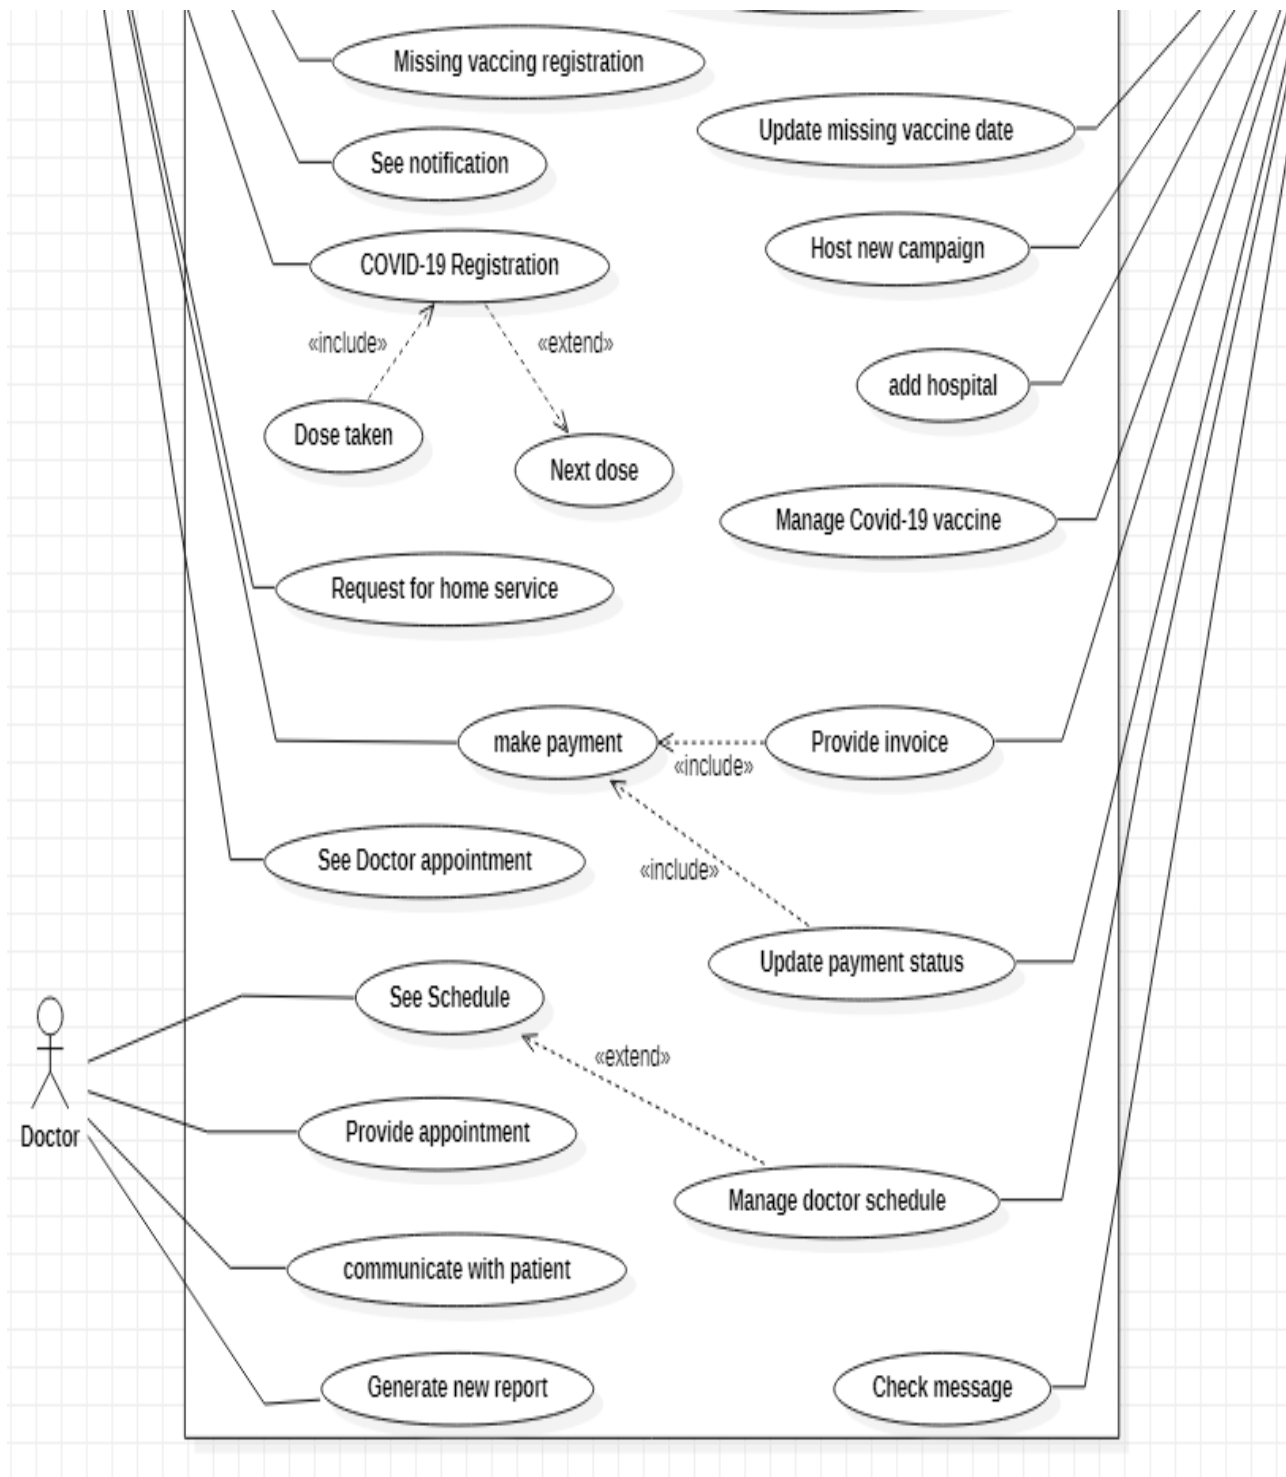 Missing vaccing registration
Update missing vaccine date
See notification
Host new campaign
COVID-19 Registration
«include»
«extend»
add hospital
Dose taken
Next dose
Manage Covid-19 vaccine
Request for home service
make payment
Provide invoice
«include»
See Doctor appointment
«include»
Update payment status
See Schedule
«extend»
Doctor
Provide appointment
Manage doctor schedule
communicate with patient
Generate new report
Check message